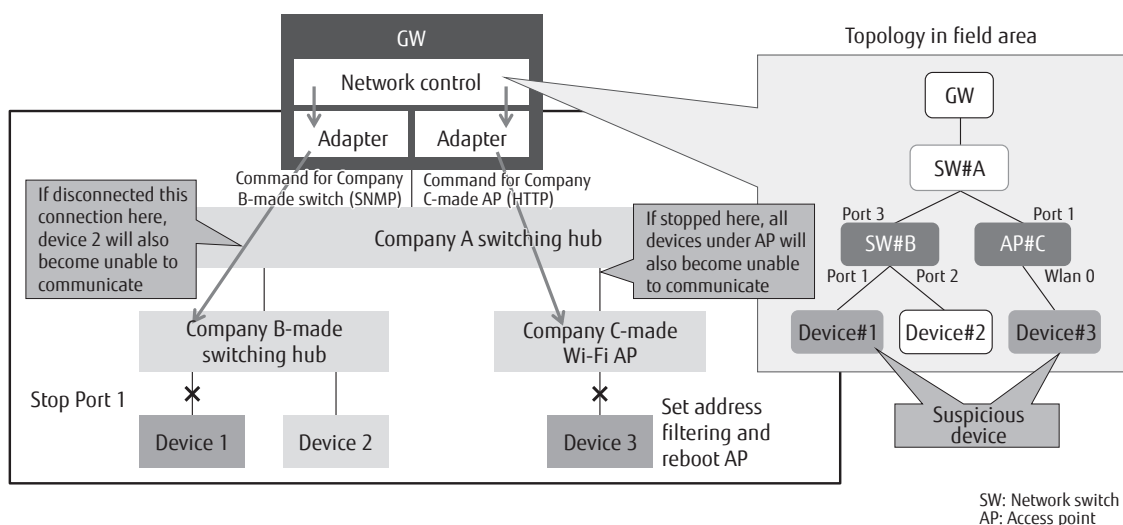 GW
Network control
Adapter
Adapter
Command for Company
B-made switch (SNMP)
Command for Company
C-made AP (HTTP)
If disconnected this
connection here,
device 2 will also
become unable to
communicate
Company A switching hub
If stopped here, all
devices under AP will
also become unable
to communicate
Company B-made
switching hub
Company C-made
Wi-Fi AP
Stop Port 1
Device 1
Device 2
Device 3
Set address
filtering and
reboot AP
Topology in field area
GW
SW#A
Port 3
Port 1
SW#B
AP#C
Port 1
Port 2
Wlan 0
Device#1
Device#2
Device#3
Suspicious
device
SW: Network switch
AP: Access point